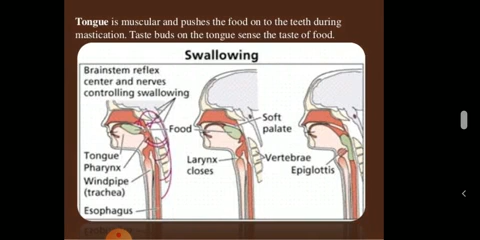 Tongue is muscular and pushes the food on to the teeth during
mastication. Taste buds on the tongue sense the taste of food.
Swallowing
Brainstem reflex
center and nerves
controlling swallowing
Food
Soft
palate
Tongue
Pharynx
Windpipe
(trachea)
Esophagus
Larynx
closes
Vertebrae
Epiglottis